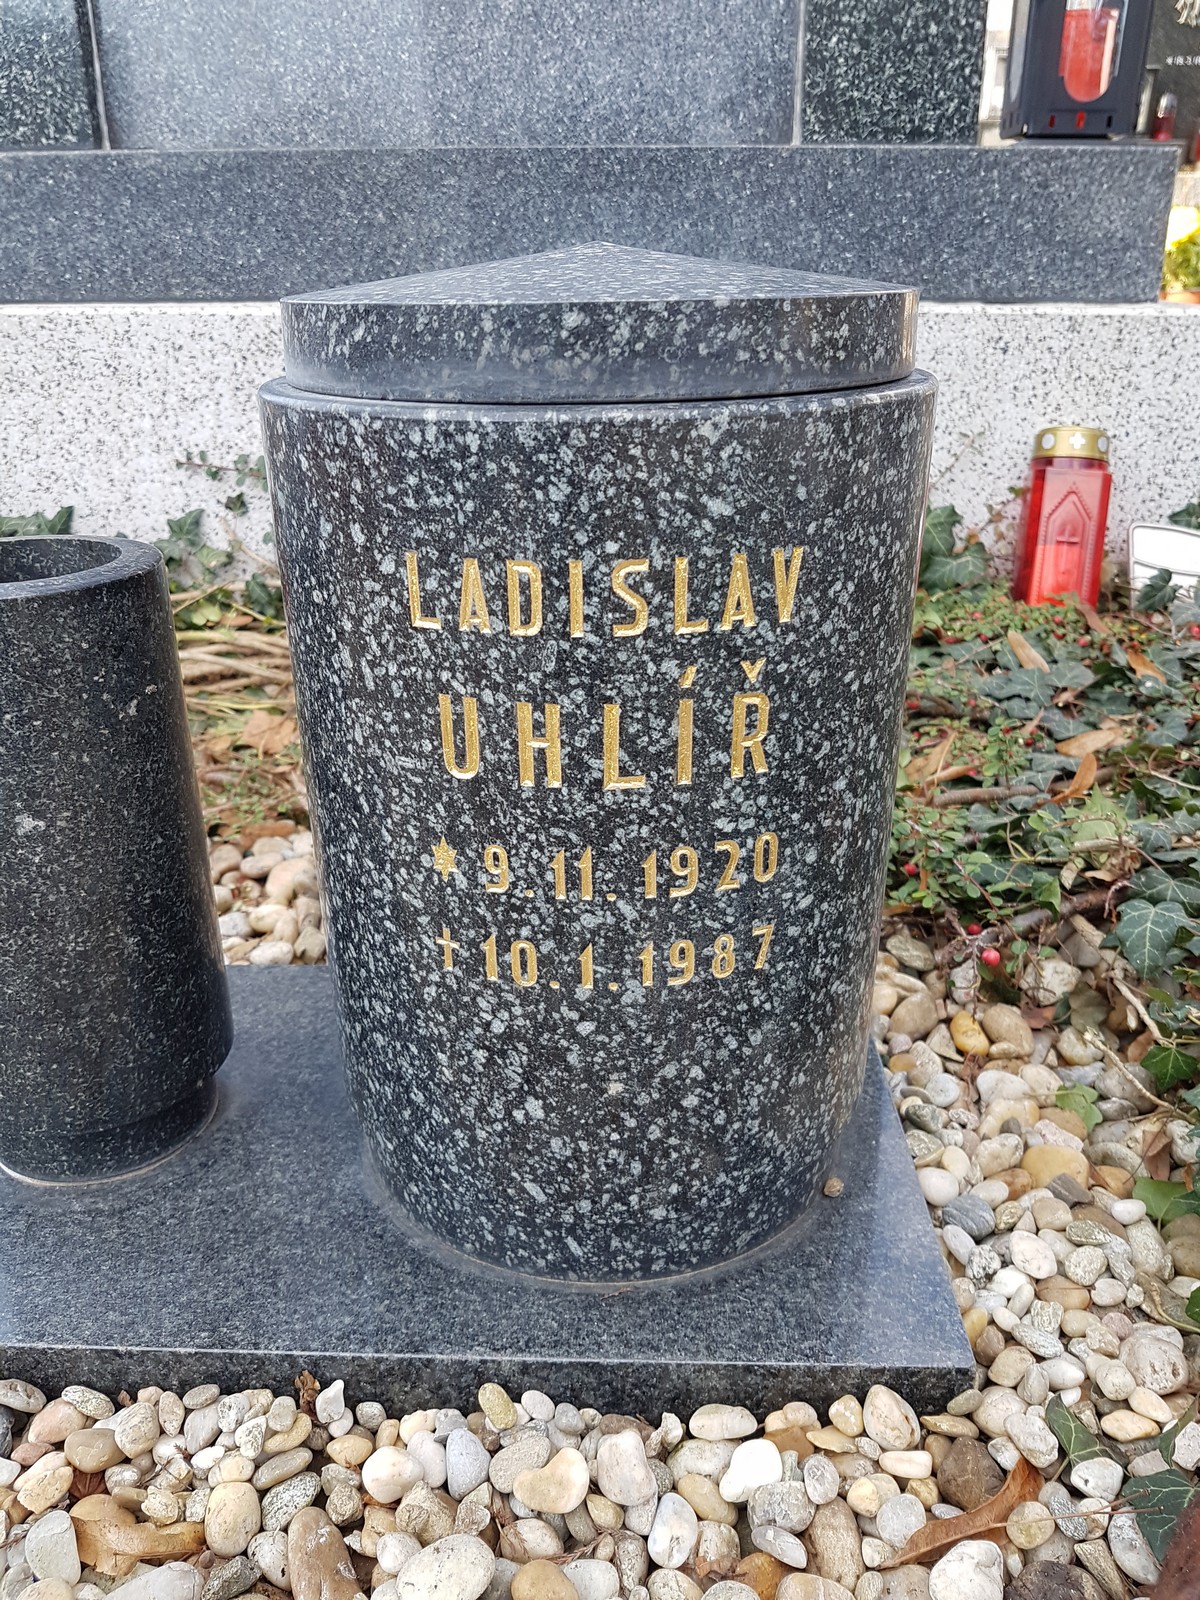 LADISLAV
UHLÍŘ
* 9. 11. 1920
† 10. 1. 1987